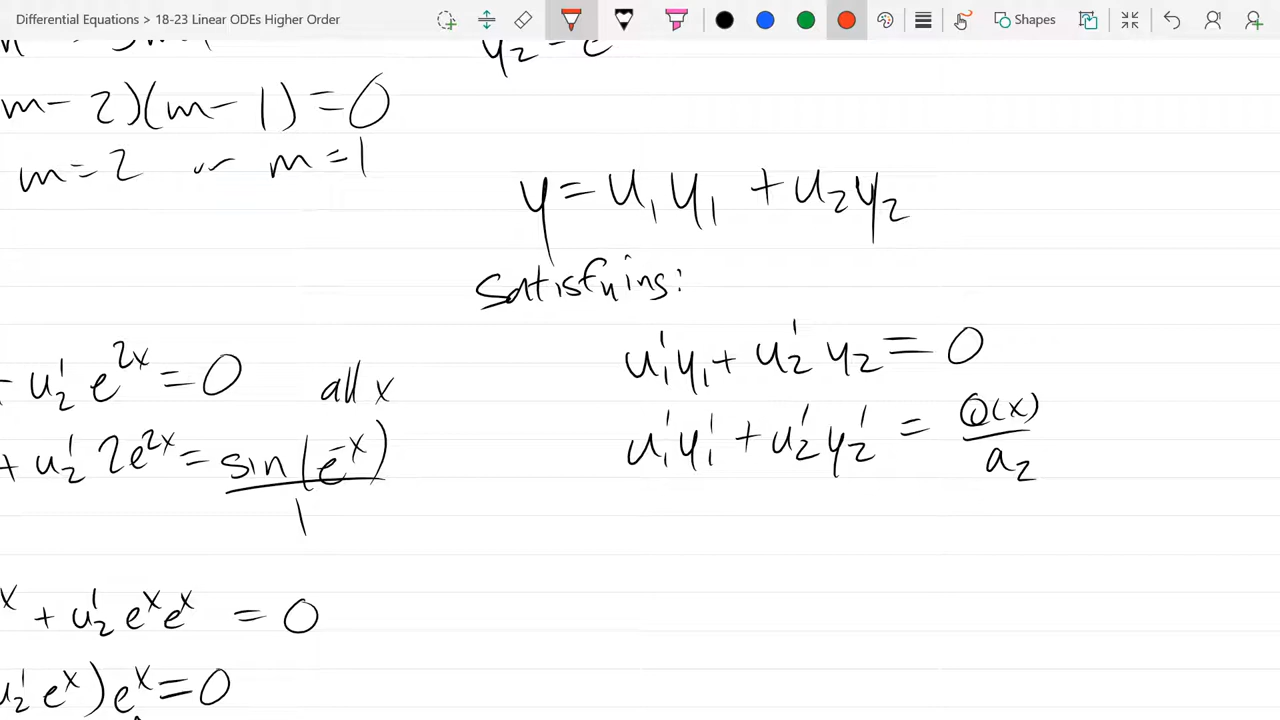 Differential Equations > 18-23 Linear ODEs Higher Order
Shapes
m-2)(m-1)=0
m=2 or m=1
+ u₂' e^{2x} = 0 all x
+ u₂' 2e^{2x} = sin(e^{-x})/1
x + u₂' e^x e^x = 0
u₂' e^x)e^x = 0
y = u₁y₁ + u₂y₂
Satisfning:
u₁'y₁ + u₂'y₂ = 0
u₁'y₁' + u₂'y₂' = Q(x)/a₂